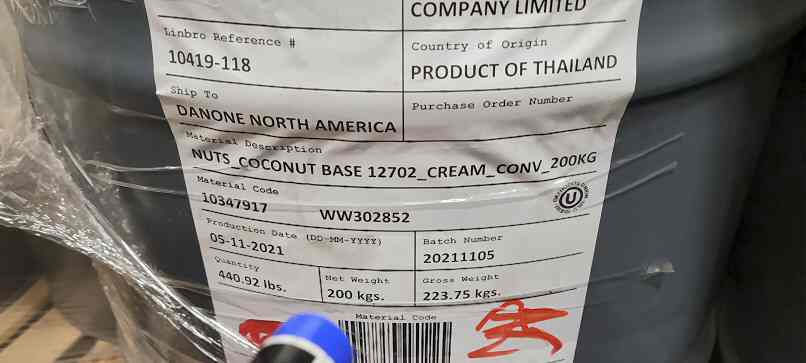 COMPANY LIMITED
Linbro Reference #
10419-118
Country of Origin
PRODUCT OF THAILAND
Ship To
DANONE NORTH AMERICA
Purchase Order Number
Material Description
NUTS_COCONUT BASE 12702_CREAM_CONV_200KG
Material Code
10347917 WW302852
U
Production Date (DD-MM-YYYY)
05-11-2021
Batch Number
20211105
Quantity
440.92 lbs.
Net Weight
200 kgs.
Gross Weight
223.75 kgs.
Material Code